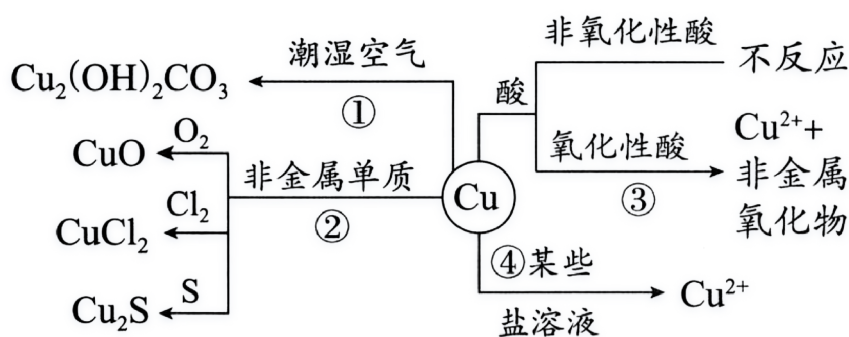 Cu₂(OH)₂CO₃
潮湿空气
①
CuO
O₂
CuCl₂
Cl₂
Cu₂S
S
非金属单质
②
Cu
酸
非氧化性酸
不反应
氧化性酸
③
Cu²⁺+
非金属
氧化物
④某些
盐溶液
Cu²⁺